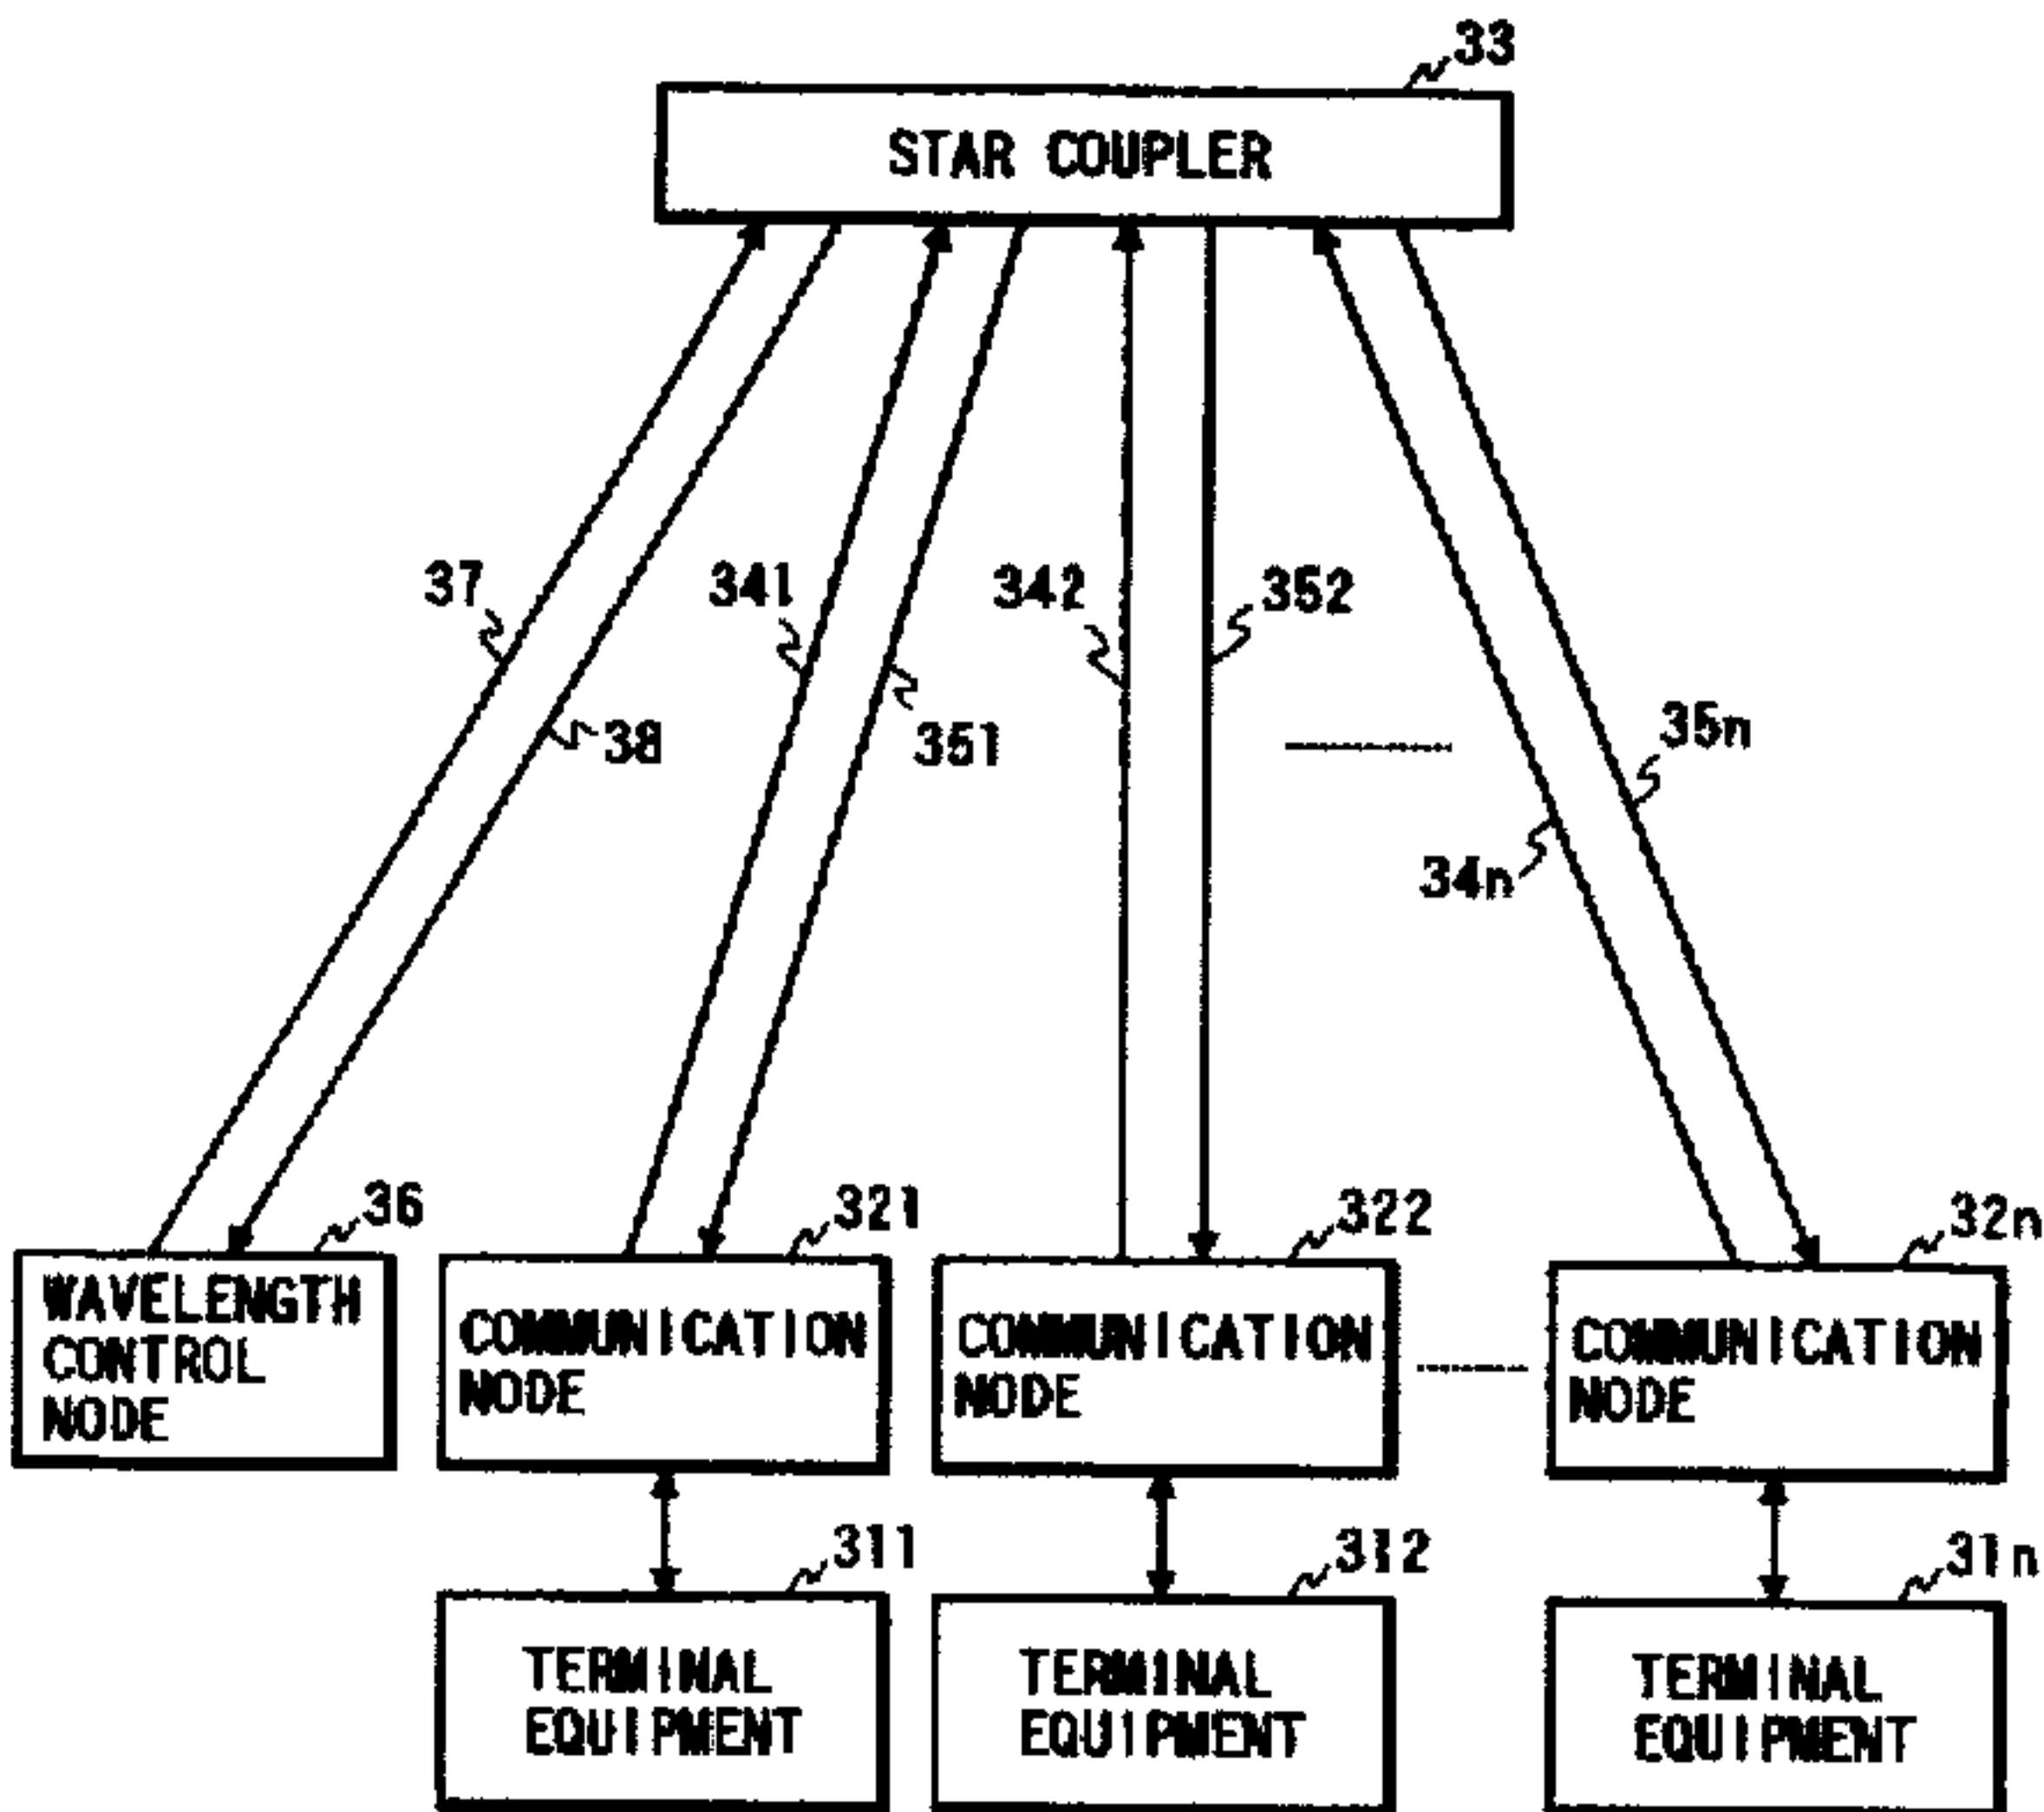 33
STAR COUPLER
37
341
342
352
38
351
35n
34n
36
321
322
32n
WAVELENGTH
CONTROL
NODE
COMMUNICATION
NODE
COMMUNICATION
NODE
COMMUNICATION
NODE
311
312
31n
TERMINAL
EQUIPMENT
TERMINAL
EQUIPMENT
TERMINAL
EQUIPMENT